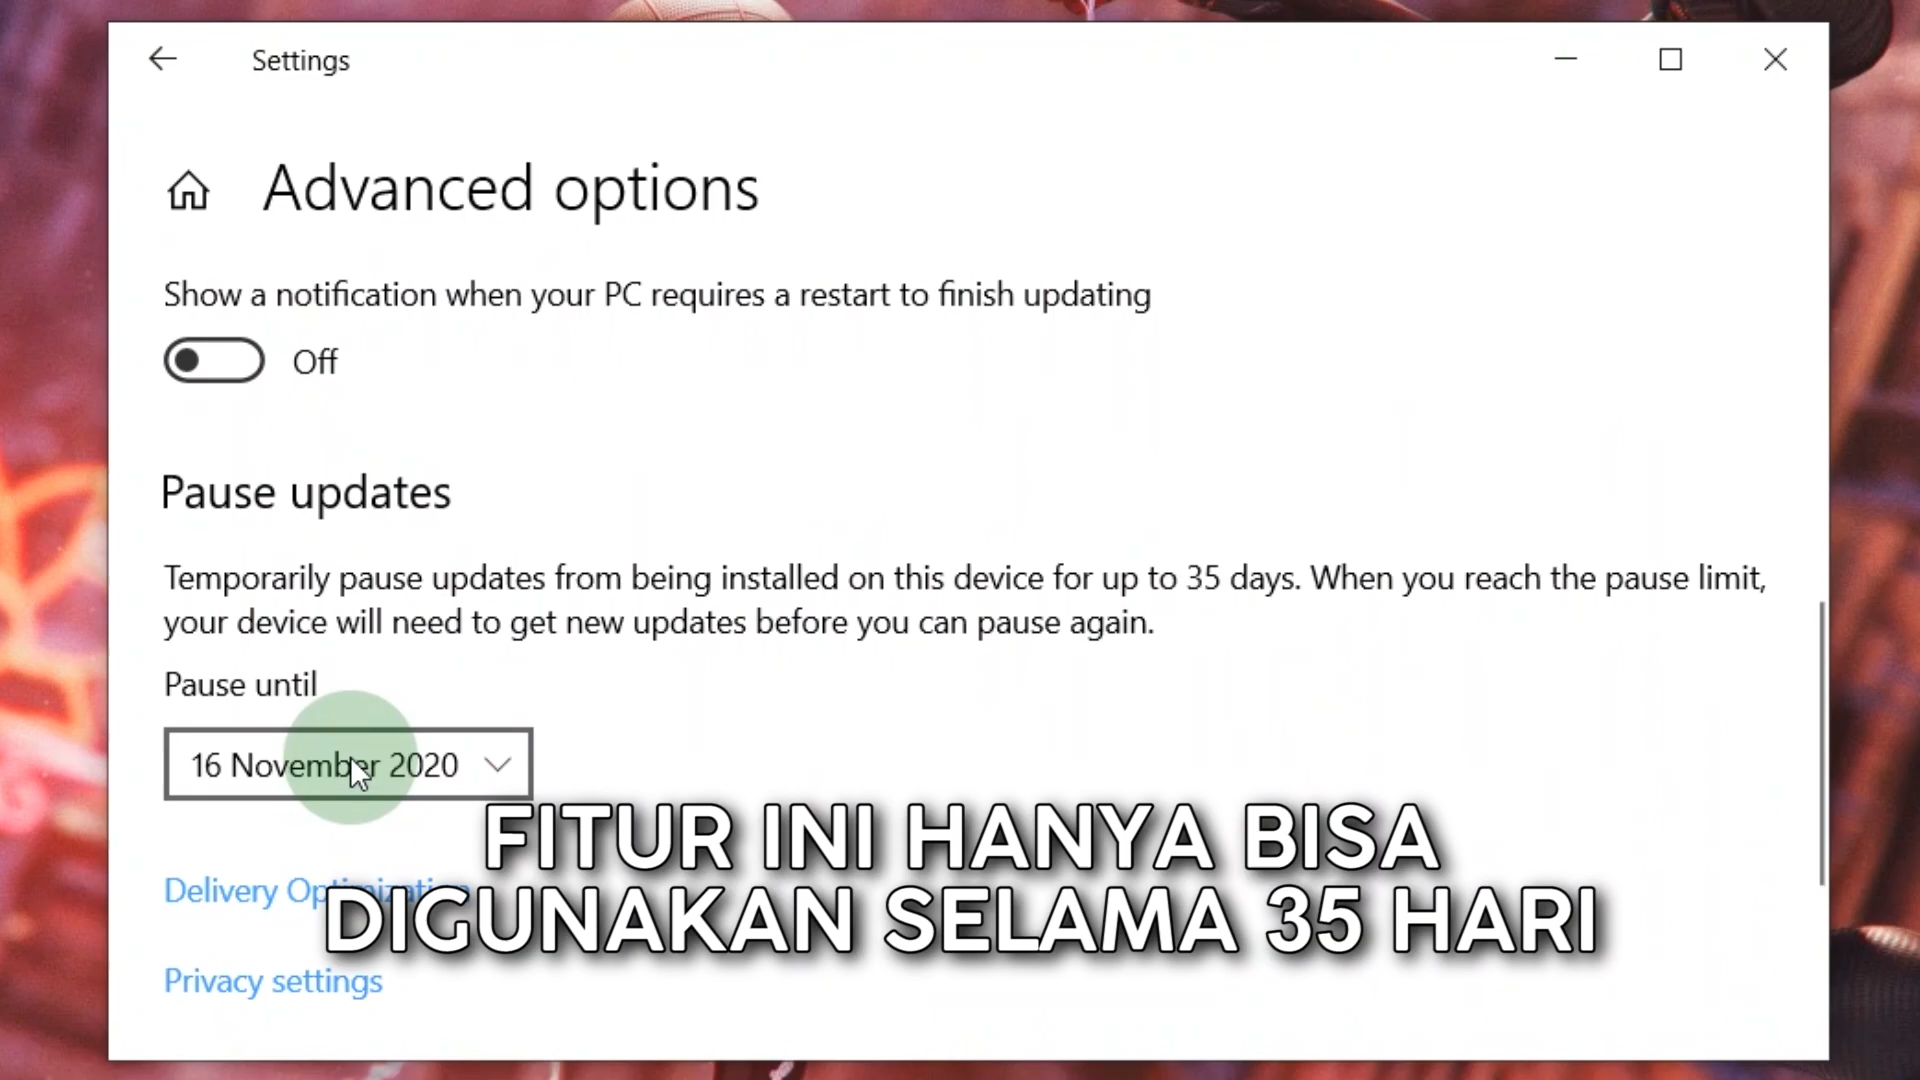 Settings
Advanced options
Show a notification when your PC requires a restart to finish updating
Off
Pause updates
Temporarily pause updates from being installed on this device for up to 35 days. When you reach the pause limit,
your device will need to get new updates before you can pause again.
Pause until
16 November 2020
FITUR INI HANYA BISA
Delivery Optimization
DIGUNAKAN SELAMA 35 HARI
Privacy settings